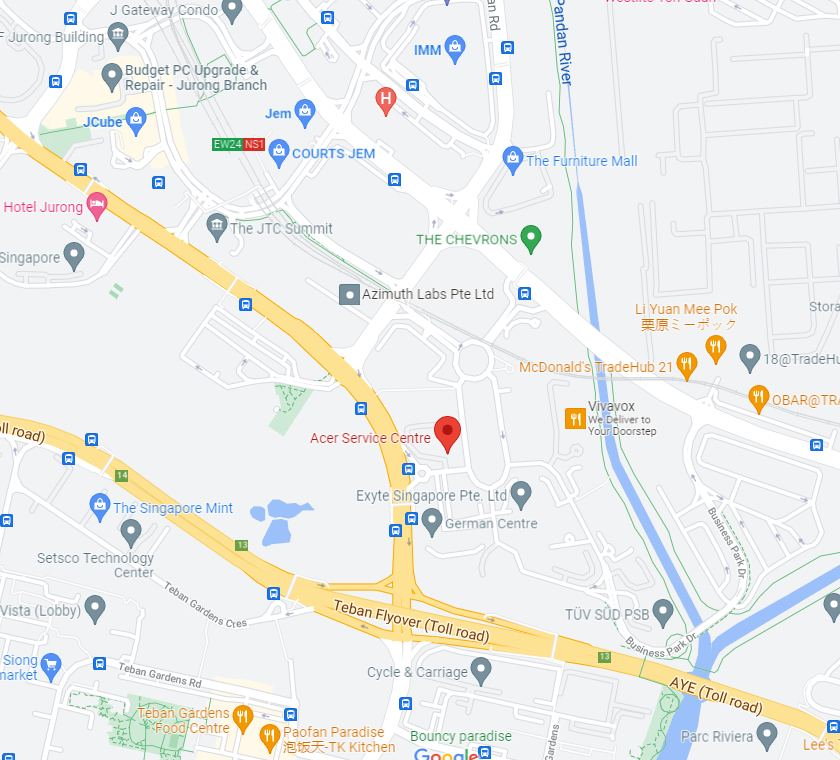 Westlite Toh Guan
J Gateway Condo
F Jurong Building
an Rd
Pandan River
IMM
Budget PC Upgrade &
Repair - Jurong Branch
H
Jem
JCube
EW24 NS1
COURTS JEM
The Furniture Mall
Hotel Jurong
The JTC Summit
THE CHEVRONS
Singapore
Azimuth Labs Pte Ltd
Stora
Li Yuan Mee Pok
栗原ミーポック
18@TradeHu
McDonald's TradeHub 21
OBAR@TRA
Vivavox
We Deliver to
Your Doorstep
oll road)
Acer Service Centre
14
Exyte Singapore Pte. Ltd
The Singapore Mint
German Centre
Business Park Dr
13
Setsco Technology
Center
Teban Gardens Cres
Vista (Lobby)
Teban Flyover (Toll road)
TÜV SÜD PSB
Business Park Dr
13
Siong
market
Teban Gardens Rd
Cycle & Carriage
AYE (Toll road)
Teban Gardens
Food Centre
Paofan Paradise
泡饭天-TK Kitchen
Gardens
Bouncy paradise
Parc Riviera
Lee's
Google